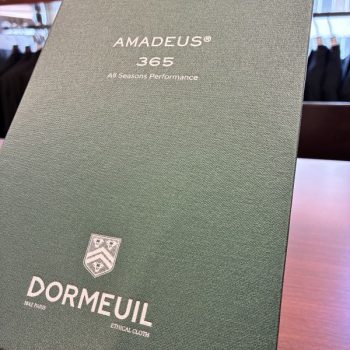 AMADEUS®
365
All Seasons Performance
DORMEUIL
1842 PARIS
ETHICAL CLOTH